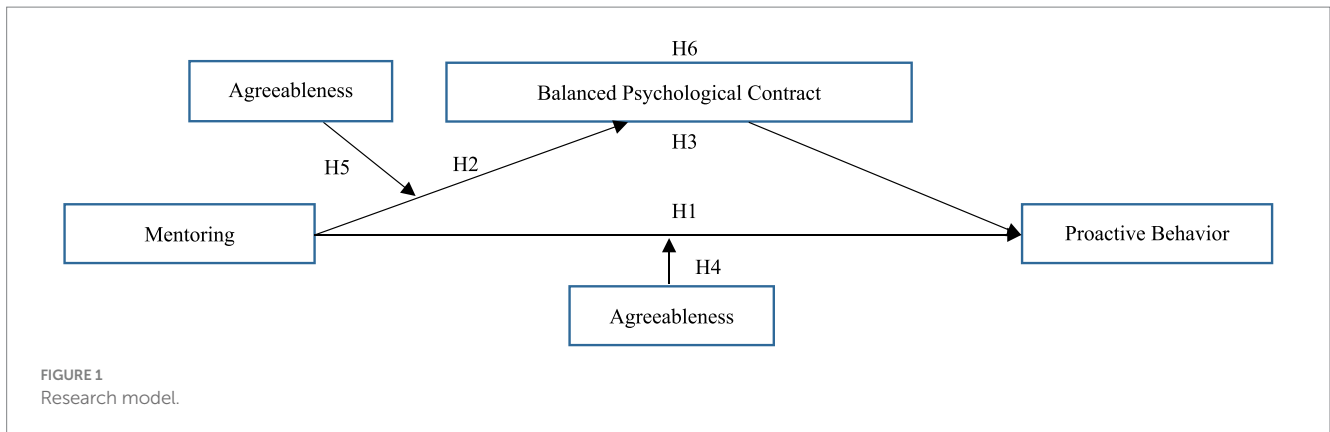 H6
Agreeableness
Balanced Psychological Contract
H3
H5
H2
H1
Mentoring
Proactive Behavior
H4
Agreeableness
FIGURE 1
Research model.